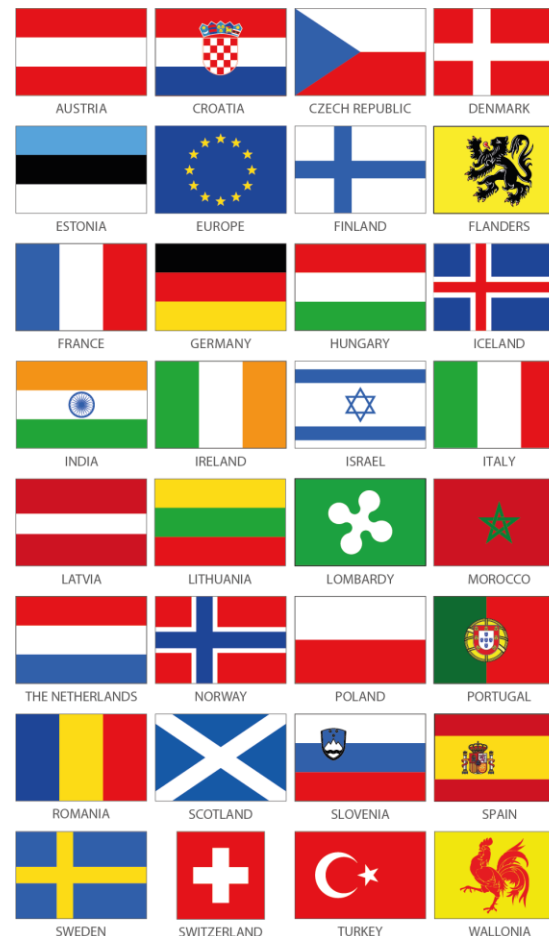 AUSTRIA CROATIA CZECH REPUBLIC DENMARK
ESTONIA EUROPE FINLAND FLANDERS
FRANCE GERMANY HUNGARY ICELAND
INDIA IRELAND ISRAEL ITALY
LATVIA LITHUANIA LOMBARDY MOROCCO
THE NETHERLANDS NORWAY POLAND PORTUGAL
ROMANIA SCOTLAND SLOVENIA SPAIN
SWEDEN SWITZERLAND TURKEY WALLONIA